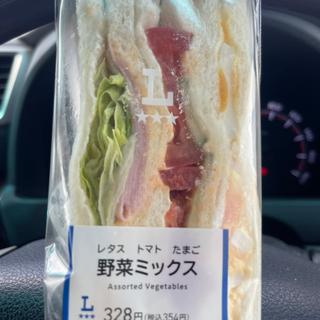 L
★★★
レタス トマト たまご
野菜ミックス
Assorted Vegetables
L
★★★
328円(税込354円)